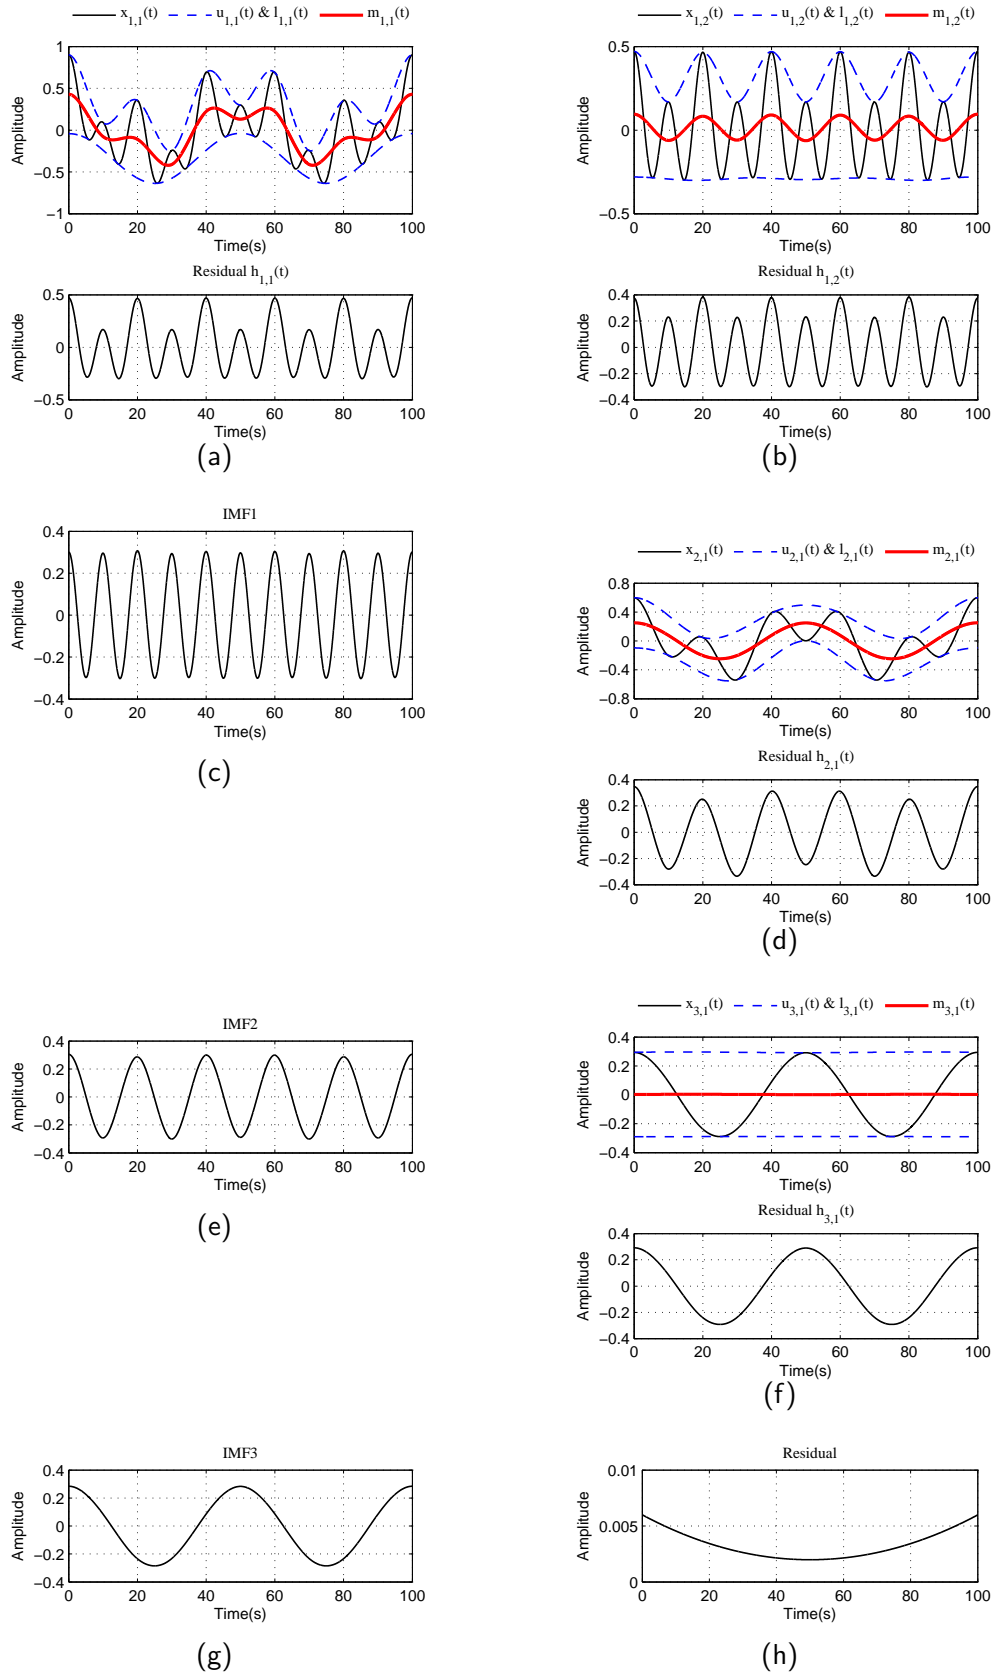 x1,1(t) u1,1(t) & l1,1(t) m1,1(t)
Amplitude
1
0.5
0
−0.5
−1
0 20 40 60 80 100
Time(s)
Residual h1,1(t)
Amplitude
0.5
0
−0.5
0 20 40 60 80 100
Time(s)
(a)
x1,2(t) u1,2(t) & l1,2(t) m1,2(t)
Amplitude
0.5
0
−0.5
0 20 40 60 80 100
Time(s)
Residual h1,2(t)
Amplitude
0.4
0.2
0
−0.2
−0.4
0 20 40 60 80 100
Time(s)
(b)
IMF1
Amplitude
0.4
0.2
0
−0.2
−0.4
0 20 40 60 80 100
Time(s)
(c)
x2,1(t) u2,1(t) & l2,1(t) m2,1(t)
Amplitude
0.8
0.4
0
−0.4
−0.8
0 20 40 60 80 100
Time(s)
Residual h2,1(t)
Amplitude
0.4
0.2
0
−0.2
−0.4
0 20 40 60 80 100
Time(s)
(d)
IMF2
Amplitude
0.4
0.2
0
−0.2
−0.4
0 20 40 60 80 100
Time(s)
(e)
x3,1(t) u3,1(t) & l3,1(t) m3,1(t)
Amplitude
0.4
0.2
0
−0.2
−0.4
0 20 40 60 80 100
Time(s)
Residual h3,1(t)
Amplitude
0.4
0.2
0
−0.2
−0.4
0 20 40 60 80 100
Time(s)
(f)
IMF3
Amplitude
0.4
0.2
0
−0.2
−0.4
0 20 40 60 80 100
Time(s)
(g)
Residual
Amplitude
0.01
0.005
0
0 20 40 60 80 100
Time(s)
(h)